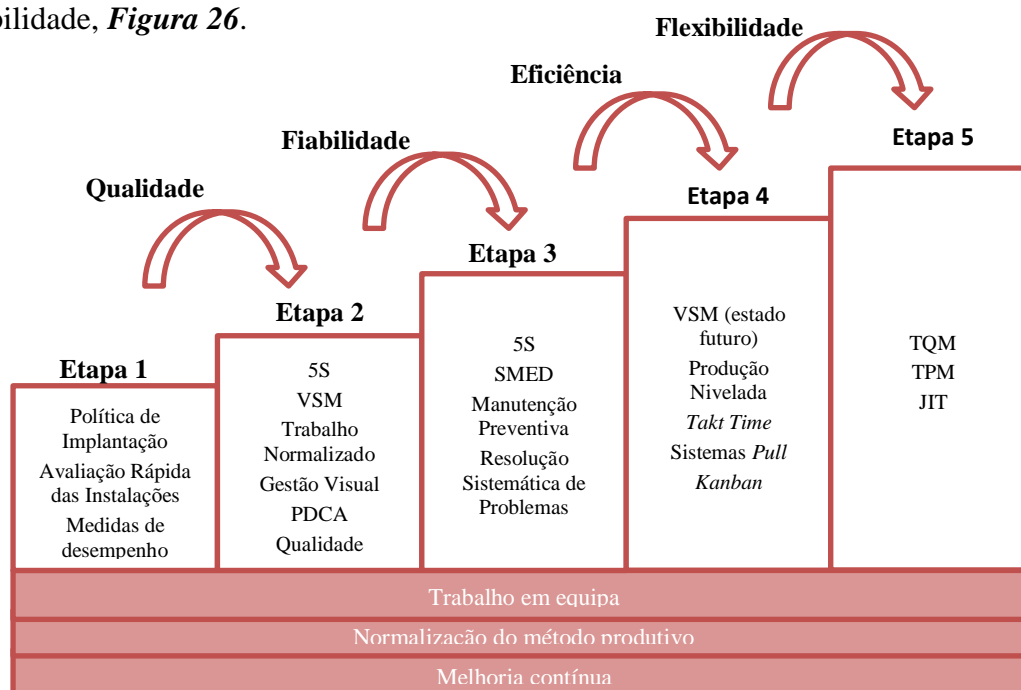 bilidade, Figura 26.
Flexibilidade
Eficiência
Fiabilidade
Qualidade
Etapa 1
Política de
Implantação
Avaliação Rápida
das Instalações
Medidas de
desempenho
Etapa 2
5S
VSM
Trabalho
Normalizado
Gestão Visual
PDCA
Qualidade
Etapa 3
5S
SMED
Manutenção
Preventiva
Resolução
Sistemática de
Problemas
Etapa 4
VSM (estado
futuro)
Produção
Nivelada
Takt Time
Sistemas Pull
Kanban
Etapa 5
TQM
TPM
JIT
Trabalho em equipa
Normalização do método produtivo
Melhoria contínua